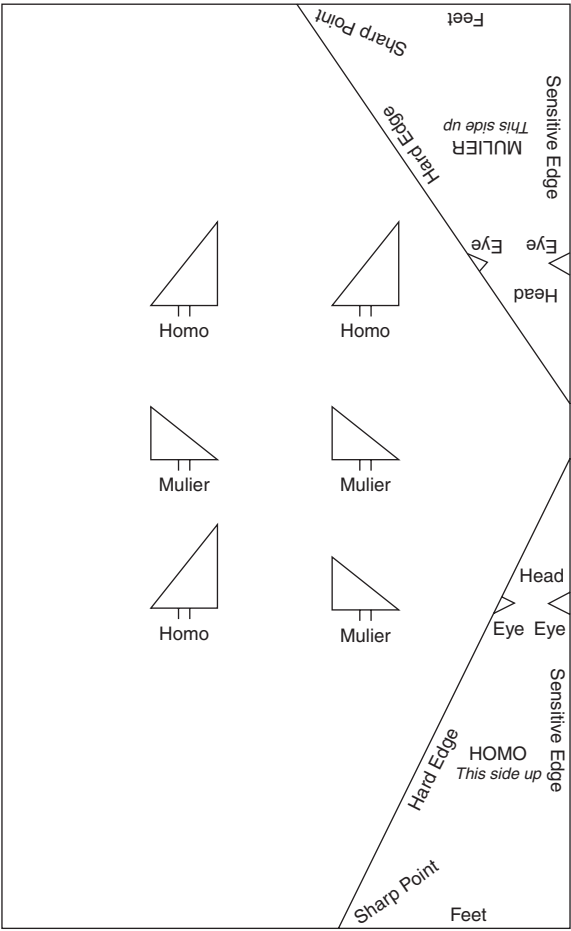 Feet
Sharp Point
Hard Edge
Sensitive Edge
MULIER
This side up
Eye
Eye
Head
Homo
Homo
Mulier
Mulier
Homo
Mulier
Head
Eye
Eye
Sensitive Edge
HOMO
This side up
Hard Edge
Sharp Point
Feet